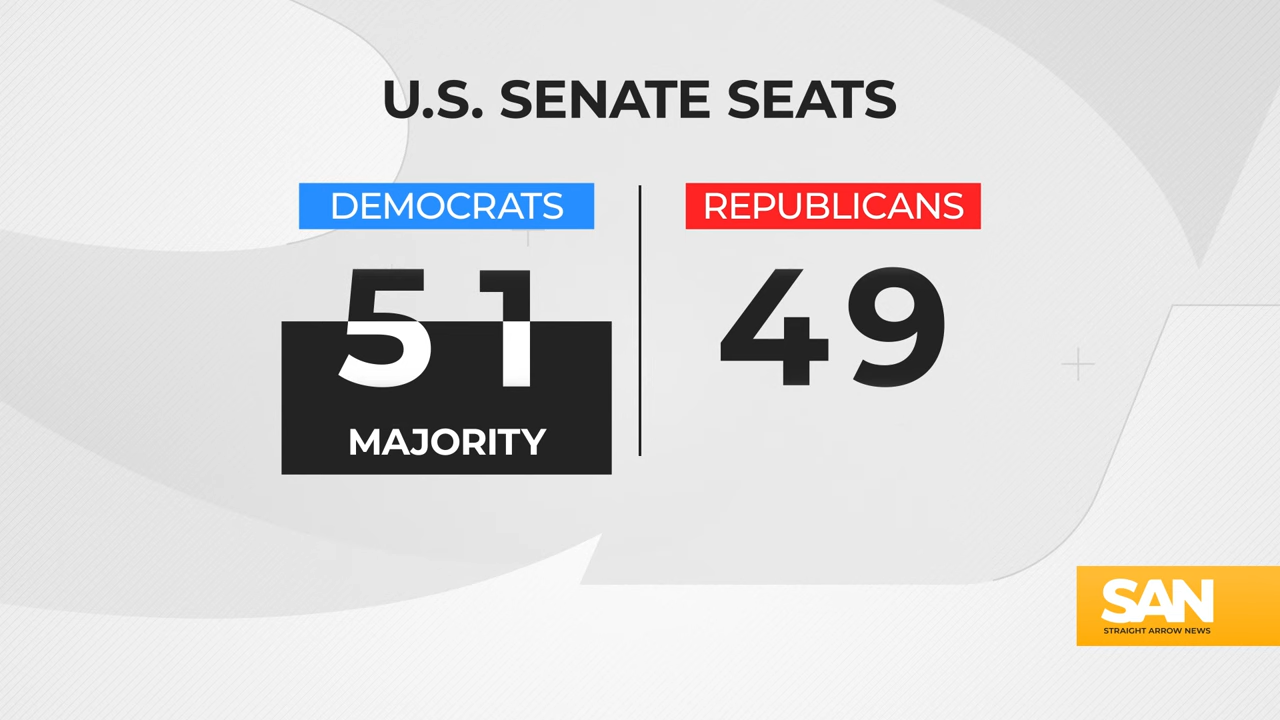 U.S. SENATE SEATS
DEMOCRATS
51
MAJORITY
REPUBLICANS
49
SAN
STRAIGHT ARROW NEWS